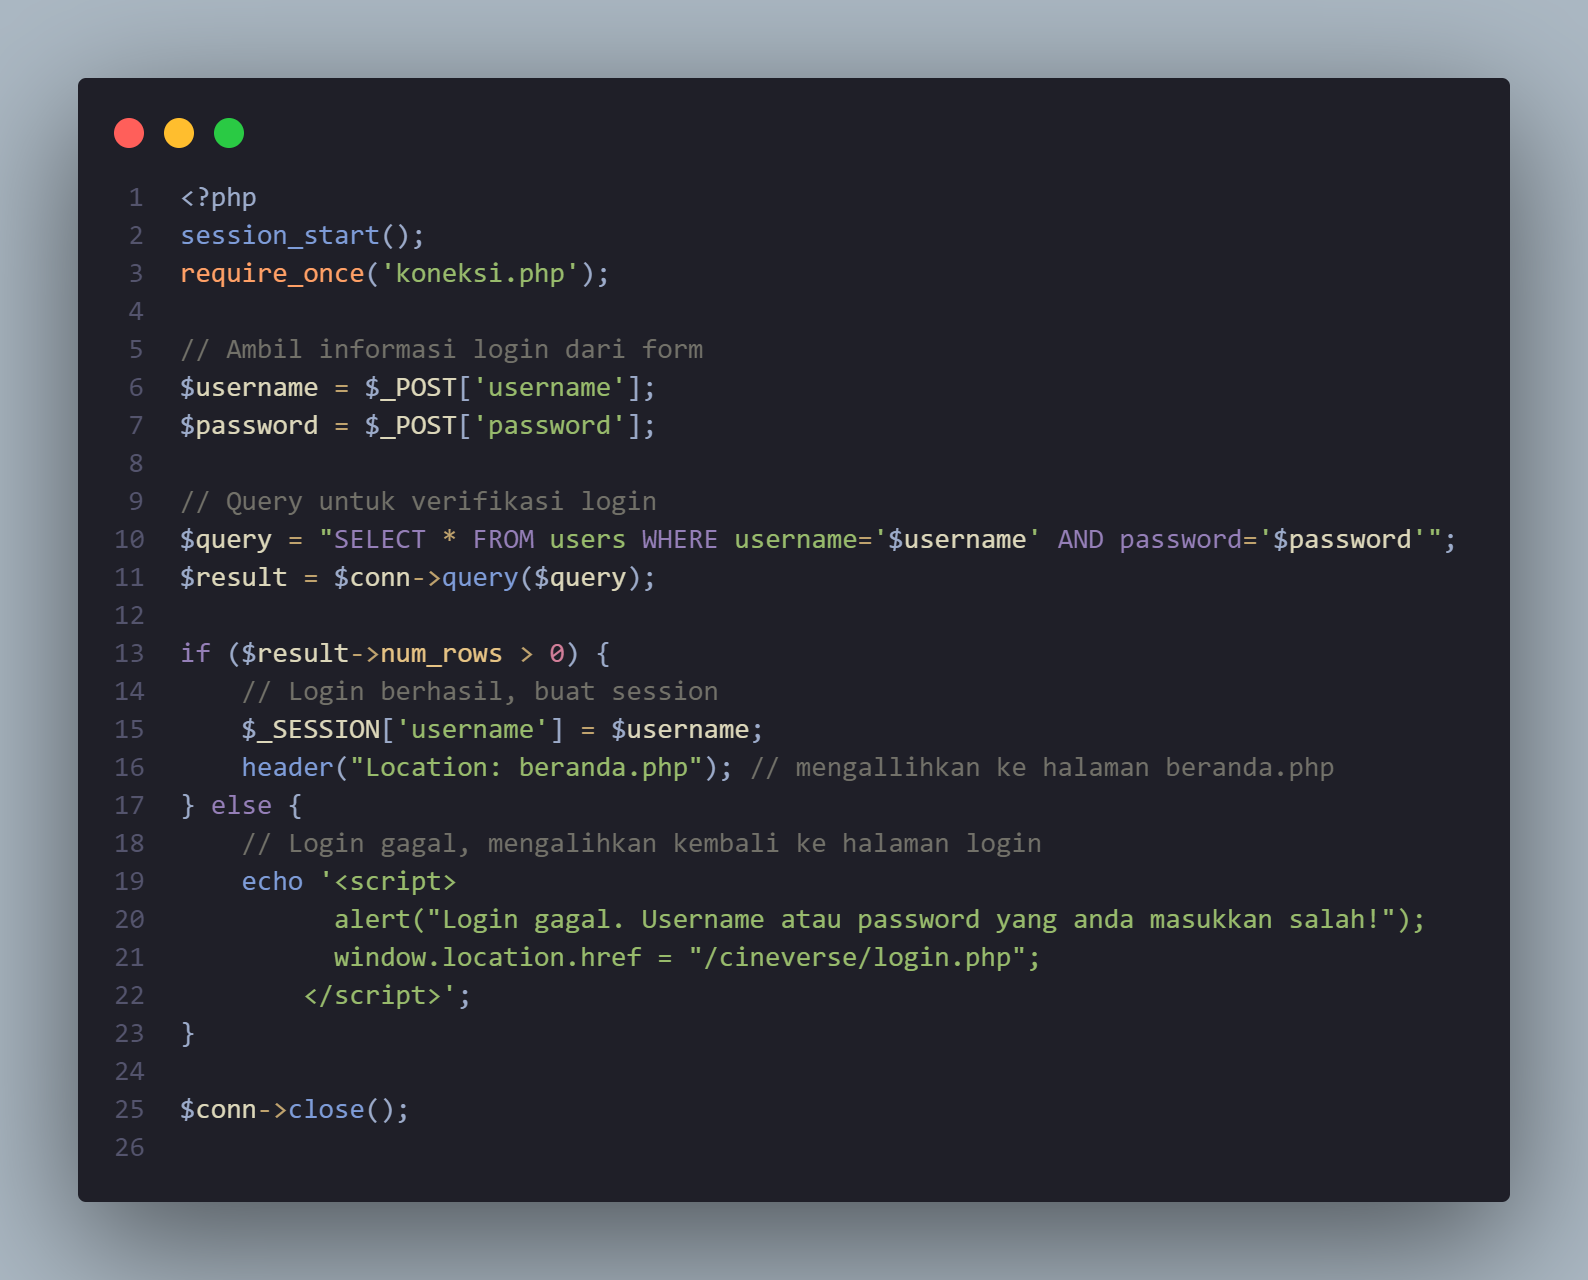 1 <?php
2 session_start();
3 require_once('koneksi.php');
4
5 // Ambil informasi login dari form
6 $username = $_POST['username'];
7 $password = $_POST['password'];
8
9 // Query untuk verifikasi login
10 $query = "SELECT * FROM users WHERE username='$username' AND password='$password'";
11 $result = $conn->query($query);
12
13 if ($result->num_rows > 0) {
14     // Login berhasil, buat session
15     $_SESSION['username'] = $username;
16     header("Location: beranda.php"); // mengallihkan ke halaman beranda.php
17 } else {
18     // Login gagal, mengalihkan kembali ke halaman login
19     echo '<script>
20           alert("Login gagal. Username atau password yang anda masukkan salah!");
21           window.location.href = "/cineverse/login.php";
22         </script>';
23 }
24
25 $conn->close();
26